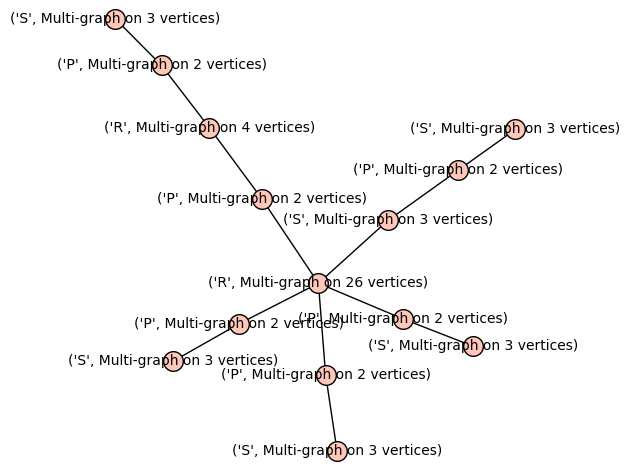 ('S', Multi-graph on 3 vertices)
('P', Multi-graph on 2 vertices)
('R', Multi-graph on 4 vertices)
('S', Multi-graph on 3 vertices)
('P', Multi-graph on 2 vertices)
('P', Multi-graph on 2 vertices)
('S', Multi-graph on 3 vertices)
('R', Multi-graph on 26 vertices)
('P', Multi-graph on 2 vertices)
('P', Multi-graph on 2 vertices)
('S', Multi-graph on 3 vertices)
('S', Multi-graph on 3 vertices)
('P', Multi-graph on 2 vertices)
('S', Multi-graph on 3 vertices)